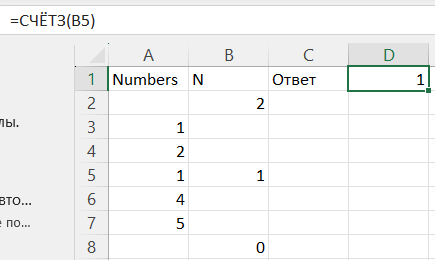 =СЧЁТЗ(B5)
A B C D
1 Numbers N Ответ 1
2 2
лы. 3 1
4 2
5 1 1
вто... 6 4
е по... 7 5
8 0